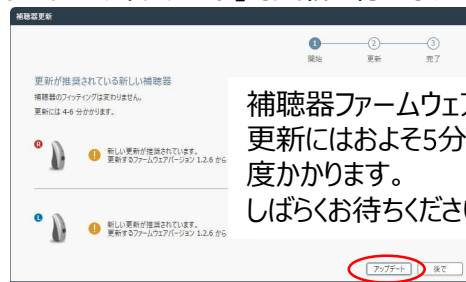 補聴器更新
1 2 3
開始 更新 完了
更新が推奨されている新しい補聴器
補聴器のフィッティングは変わりません。
更新には 4-6 分かかります。
R
新しい更新が推奨されています。
更新するファームウェアバージョン 1.2.6 から
L
新しい更新が推奨されています。
更新するファームウェアバージョン 1.2.6 から
補聴器ファームウェア
更新にはおよそ5分
度かかります。
しばらくお待ちください
アップデート 後で